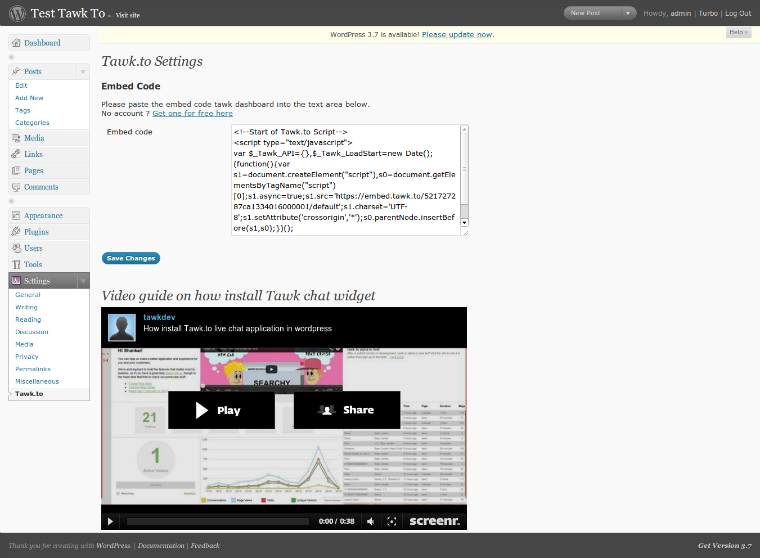 Test Tawk To ← Visit site
New Post
Howdy, admin | Turbo | Log Out
WordPress 3.7 is available! Please update now.
Help
Dashboard
Posts
Edit
Add New
Tags
Categories
Media
Links
Pages
Comments
Appearance
Plugins
Users
Tools
Settings
General
Writing
Reading
Discussion
Media
Privacy
Permalinks
Miscellaneous
Tawk.to
Tawk.to Settings
Embed Code
Please paste the embed code tawk dashboard into the text area below.
No account ? Get one for free here
Embed code
<!--Start of Tawk.to Script-->
<script type="text/javascript">
var $_Tawk_API={},$_Tawk_LoadStart=new Date();
(function(){var
s1=document.createElement("script"),s0=document.getEle
mentsByTagName("script")
[0];s1.async=true;s1.src='https://embed.tawk.to/5217272
87ca1334016000001/default';s1.charset='UTF-
8';s1.setAttribute('crossorigin','*');s0.parentNode.insertBe
fore(s1,s0);})();
Save Changes
Video guide on how install Tawk chat widget
tawkdev
How install Tawk.to live chat application in wordpress
SEARCHY
21
1
Play
Share
0:00 / 0:38
screenr.
Thank you for creating with WordPress | Documentation | Feedback
Get Version 3.7